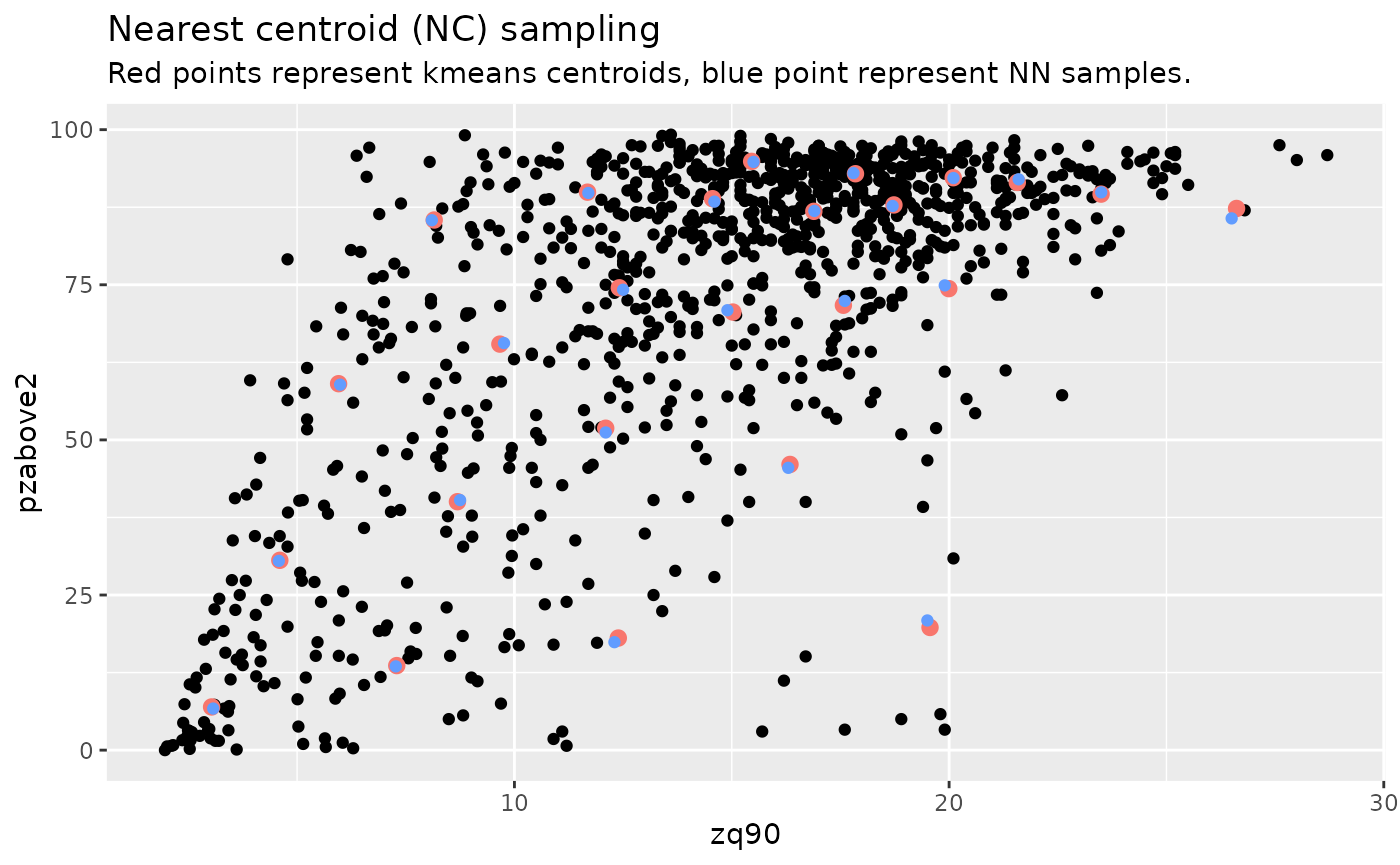 Nearest centroid (NC) sampling
Red points represent kmeans centroids, blue point represent NN samples.
100
75
50
25
0
pzabove2
10
20
30
zq90